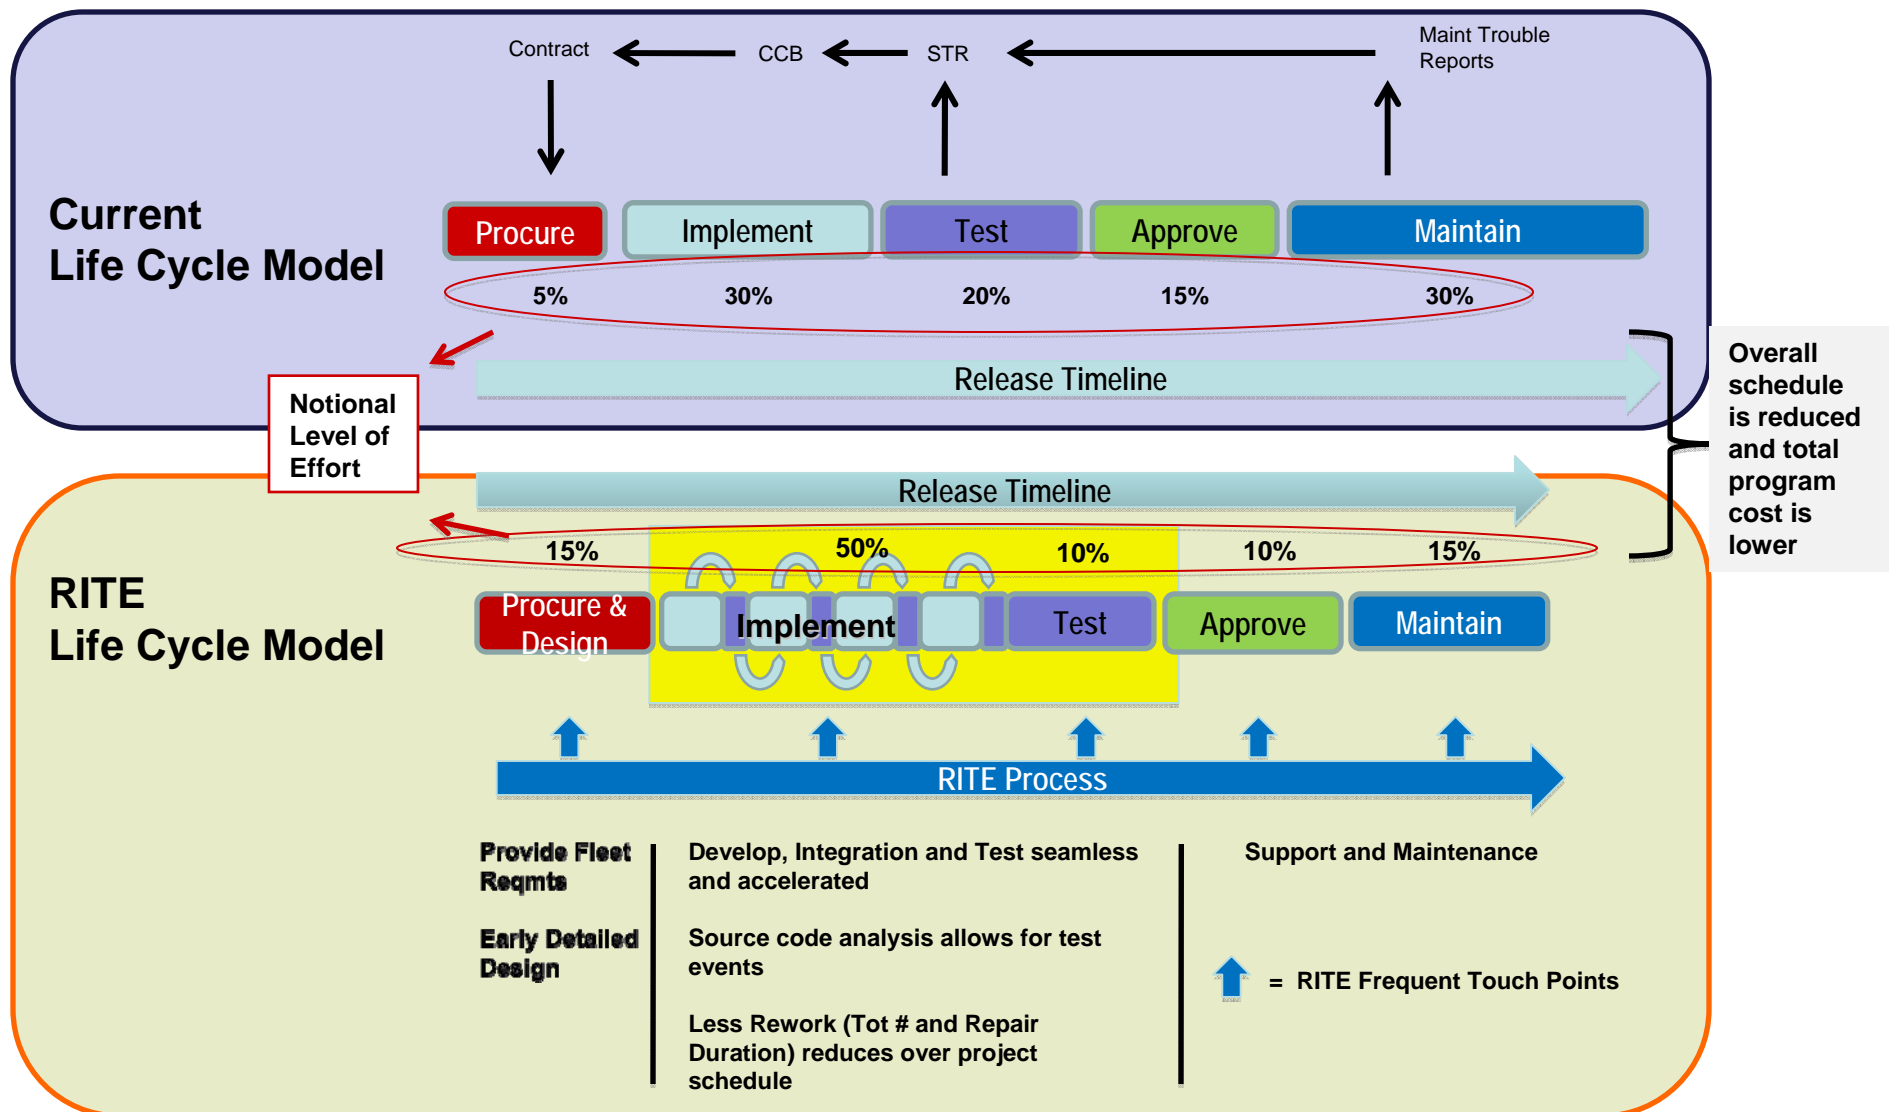 Contract
CCB
STR
Maint Trouble
Reports
Current
Life Cycle Model
Procure
Implement
Test
Approve
Maintain
5%
30%
20%
15%
30%
Release Timeline
Notional
Level of
Effort
Overall
schedule
is reduced
and total
program
cost is
lower
Release Timeline
15%
50%
10%
10%
15%
RITE
Life Cycle Model
Procure &
Design
Implement
Test
Approve
Maintain
RITE Process
Provide Fleet
Reqmts
Early Detailed
Design
Develop, Integration and Test seamless
and accelerated
Source code analysis allows for test
events
Less Rework (Tot # and Repair
Duration) reduces over project
schedule
Support and Maintenance
= RITE Frequent Touch Points